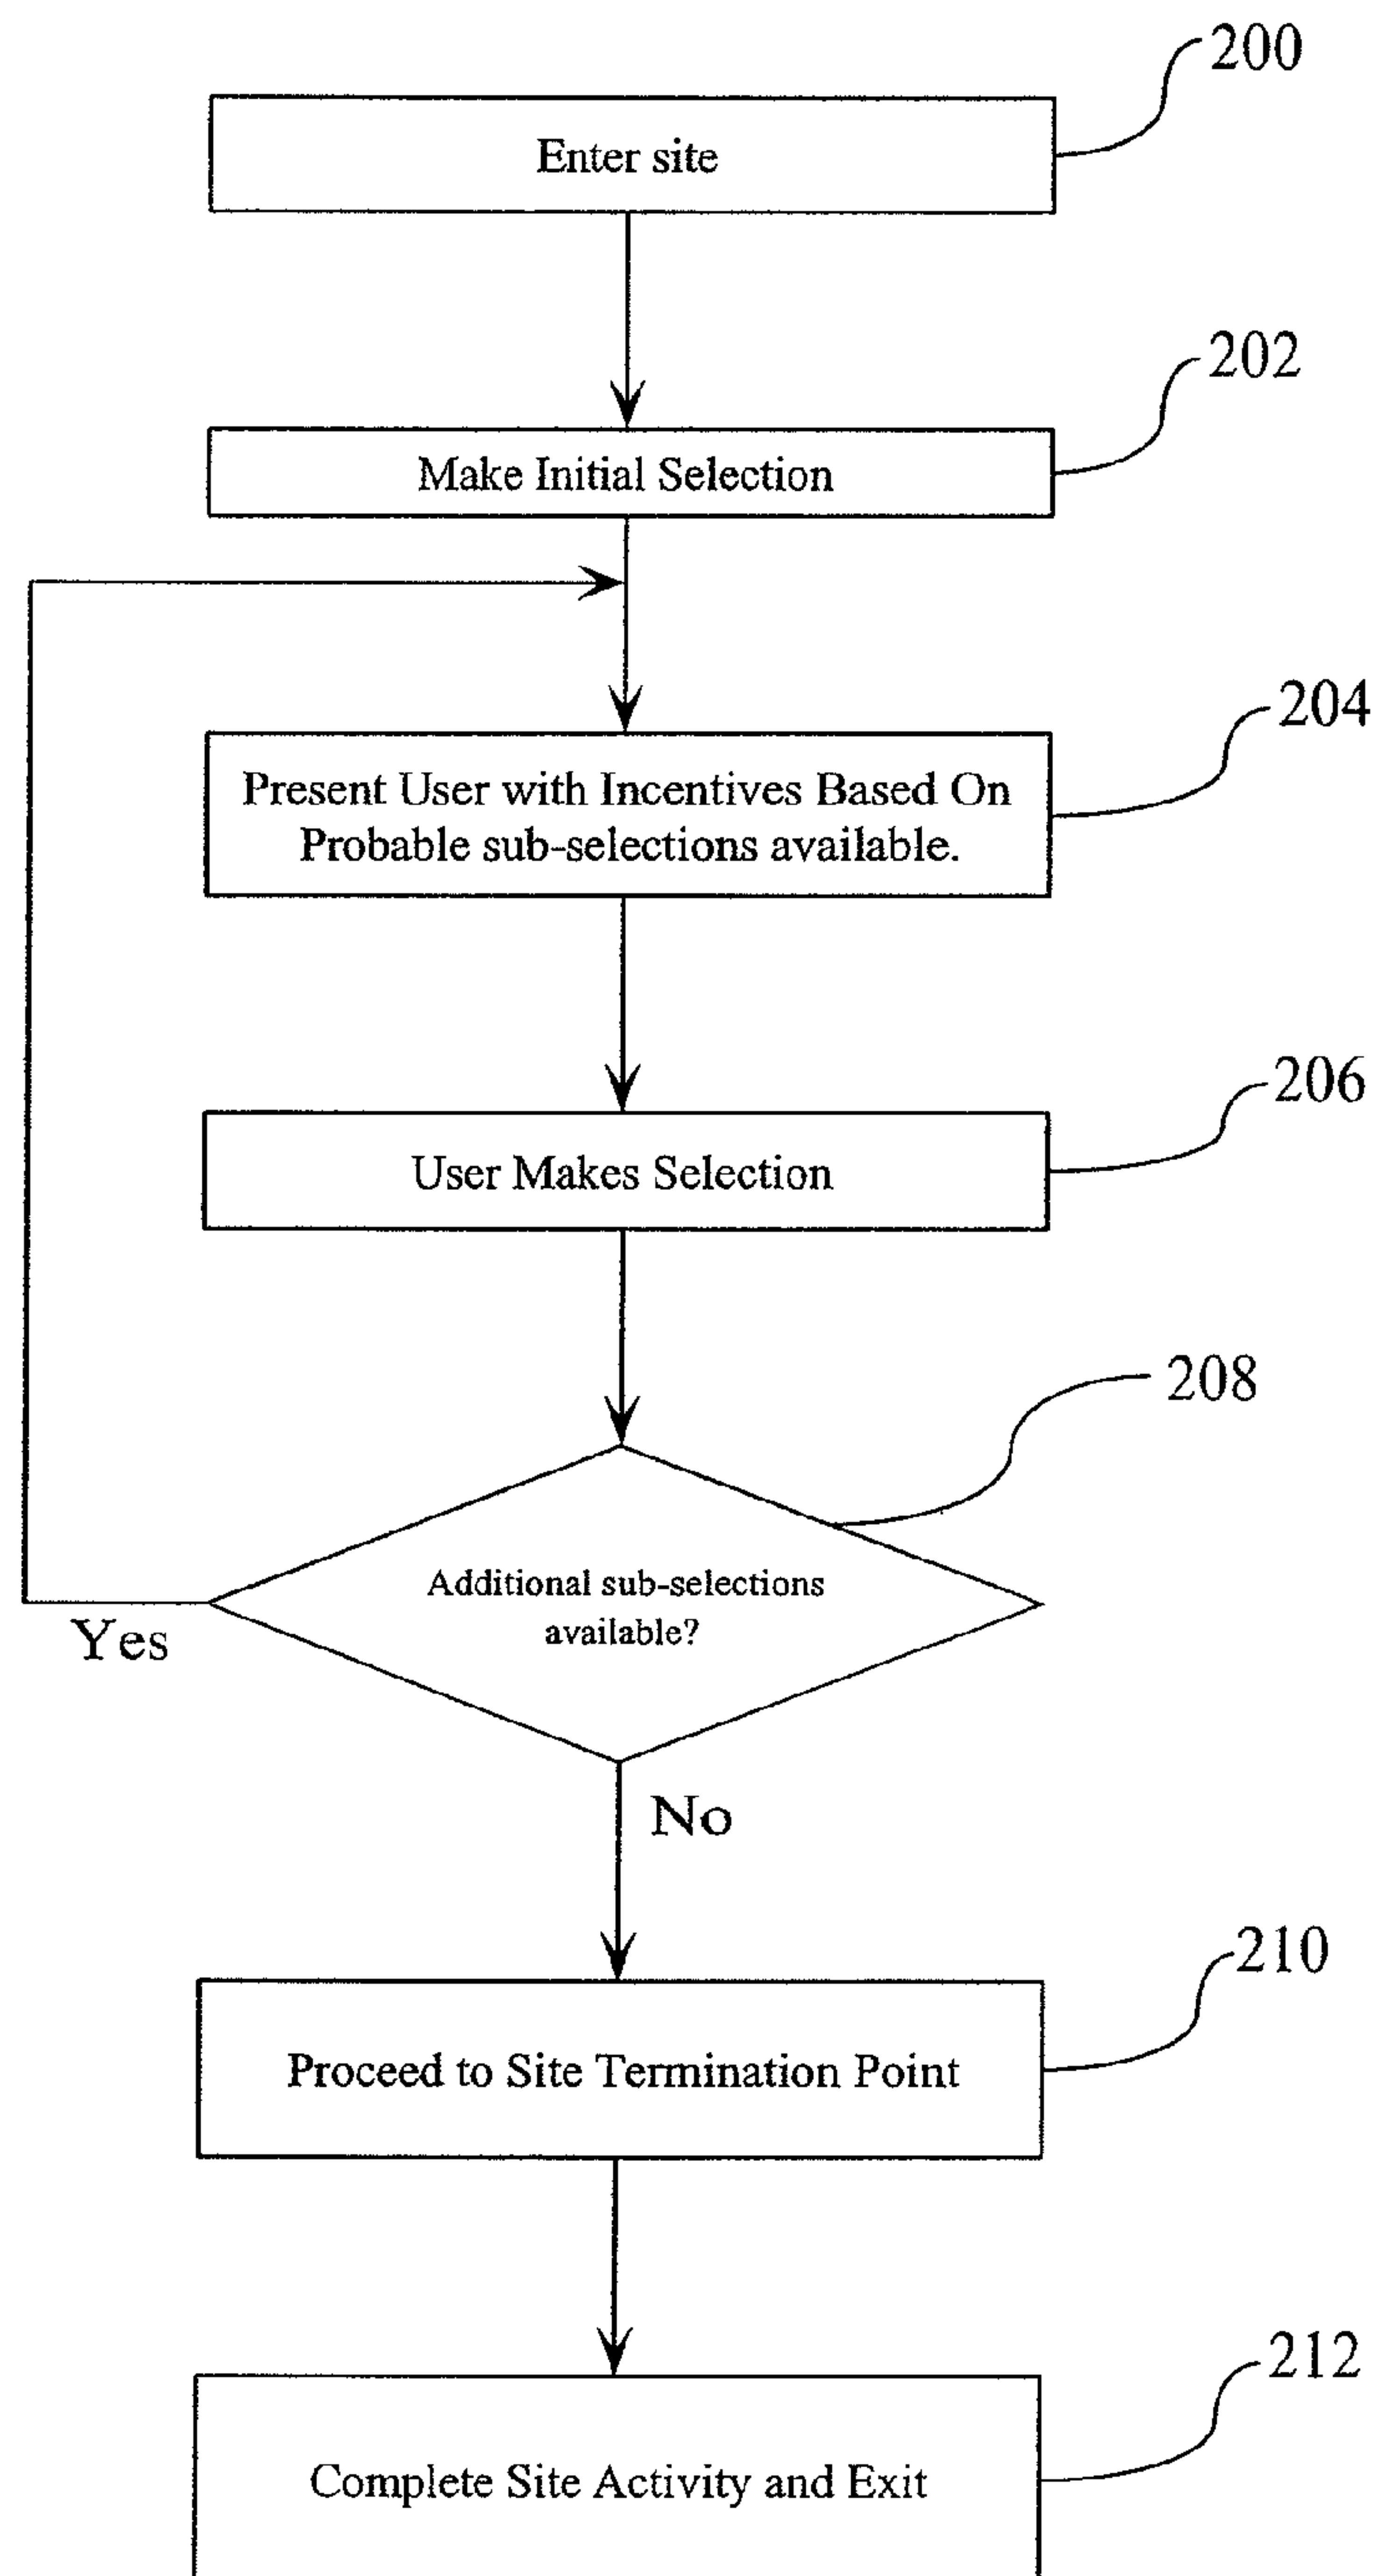 200
Enter site
202
Make Initial Selection
204
Present User with Incentives Based On
Probable sub-selections available.
206
User Makes Selection
208
Additional sub-selections
available?
Yes
No
210
Proceed to Site Termination Point
212
Complete Site Activity and Exit